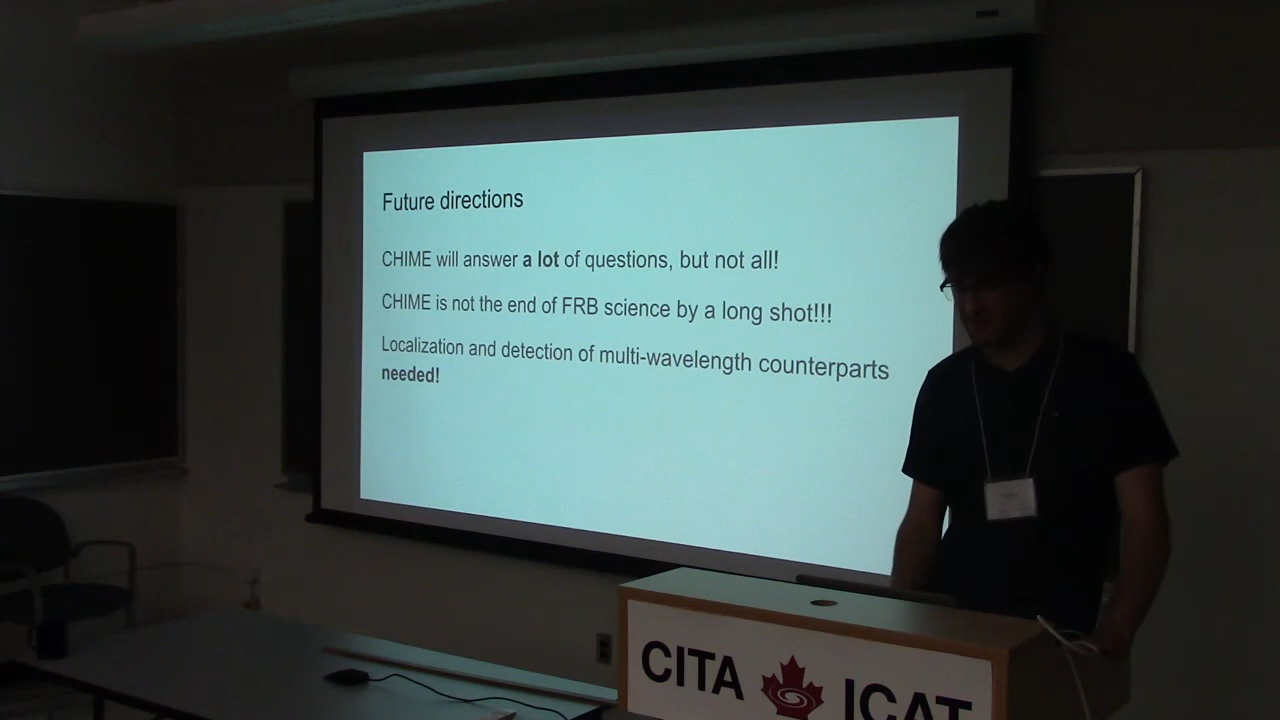 Future directions
CHIME will answer a lot of questions, but not all!
CHIME is not the end of FRB science by a long shot!!!
Localization and detection of multi-wavelength counterparts
needed!
CITA ICAT